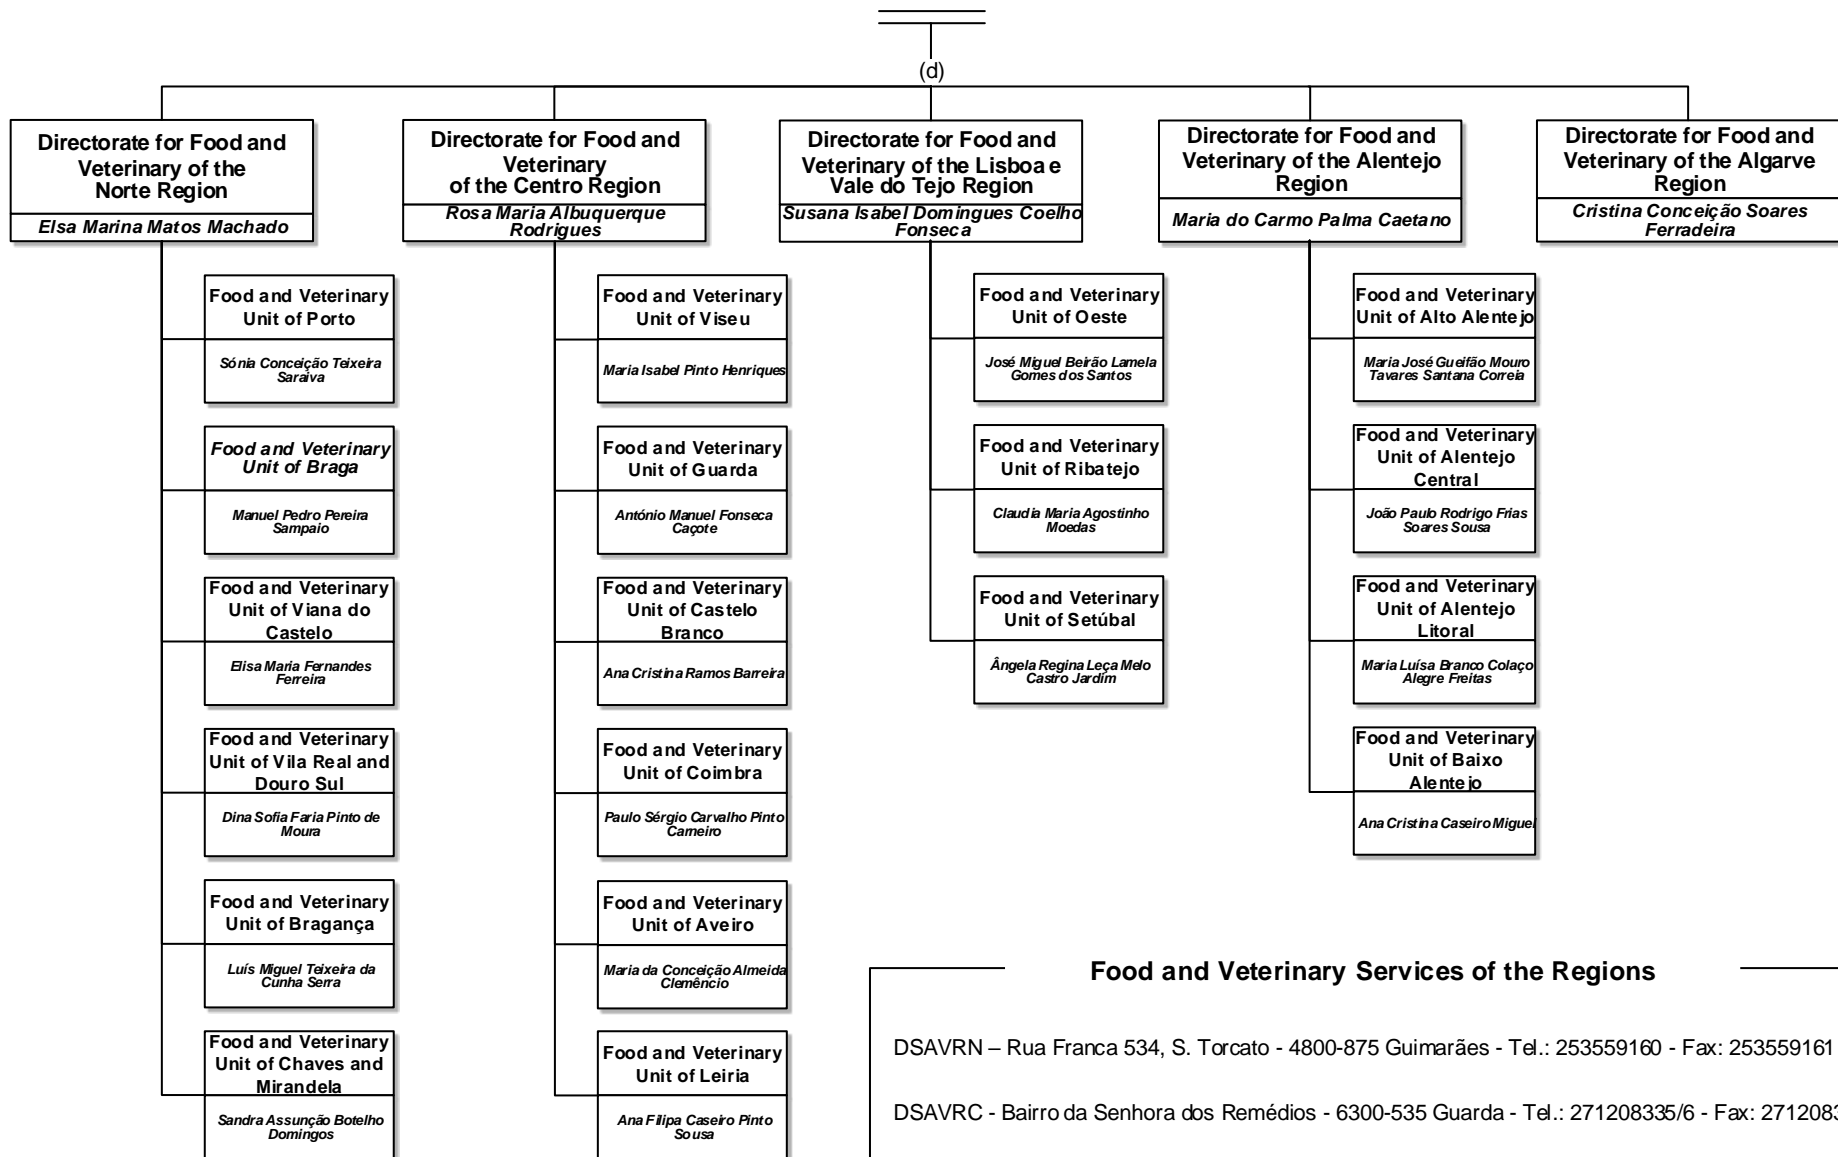 (d)
Directorate for Food and
Veterinary of the
Norte Region
Elsa Marina Matos Machado
Directorate for Food and
Veterinary
of the Centro Region
Rosa Maria Albuquerque
Rodrigues
Directorate for Food and
Veterinary of the Lisboa e
Vale do Tejo Region
Susana Isabel Domingues Coelho
Fonseca
Directorate for Food and
Veterinary of the Alentejo
Region
Maria do Carmo Palma Caetano
Directorate for Food and
Veterinary of the Algarve
Region
Cristina Conceição Soares
Ferradeira
Food and Veterinary
Unit of Porto
Sónia Conceição Teixeira
Saraiva
Food and Veterinary
Unit of Braga
Manuel Pedro Pereira
Sampaio
Food and Veterinary
Unit of Viana do
Castelo
Elisa Maria Fernandes
Ferreira
Food and Veterinary
Unit of Vila Real and
Douro Sul
Dina Sofia Faria Pinto de
Moura
Food and Veterinary
Unit of Bragança
Luís Miguel Teixeira da
Cunha Serra
Food and Veterinary
Unit of Chaves and
Mirandela
Sandra Assunção Botelho
Domingos
Food and Veterinary
Unit of Viseu
Maria Isabel Pinto Henriques
Food and Veterinary
Unit of Guarda
António Manuel Fonseca
Caçote
Food and Veterinary
Unit of Castelo
Branco
Ana Cristina Ramos Barreira
Food and Veterinary
Unit of Coimbra
Paulo Sérgio Carvalho Pinto
Carneiro
Food and Veterinary
Unit of Aveiro
Maria da Conceição Almeida
Clemêncio
Food and Veterinary
Unit of Leiria
Ana Filipa Caseiro Pinto
Sousa
Food and Veterinary
Unit of Oeste
José Miguel Beirão Lamela
Gomes dos Santos
Food and Veterinary
Unit of Ribatejo
Claudia Maria Agostinho
Moedas
Food and Veterinary
Unit of Setúbal
Ângela Regina Leça Melo
Castro Jardim
Food and Veterinary
Unit of Alto Alentejo
Maria José Gueifão Mouro
Tavares Santana Correia
Food and Veterinary
Unit of Alentejo
Central
João Paulo Rodrigo Frias
Soares Sousa
Food and Veterinary
Unit of Alentejo
Litoral
Maria Luísa Branco Colaço
Alegre Freitas
Food and Veterinary
Unit of Baixo
Alentejo
Ana Cristina Caseiro Miguel
Food and Veterinary Services of the Regions
DSAVRN – Rua Franca 534, S. Torcato - 4800-875 Guimarães - Tel.: 253559160 - Fax: 253559161
DSAVRC - Bairro da Senhora dos Remédios - 6300-535 Guarda - Tel.: 271208335/6 - Fax: